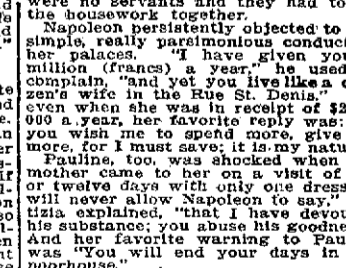 were no servants and they had to
the housework together.
Napoleon persistently objected to
simple, really parsimonious conduc
her palaces. "I have given you
million (francs) a year," he used
complain, "and yet you live like a c
zen's wife in the Rue St. Denis."
even when she was in receipt of $2
000 a year, her favorite reply was:
you wish me to spend more, give
more, for I must save; it is my natu
Pauline, too, was shocked when
mother came to her on a visit of
or twelve days with only one dress
will never allow Napoleon to say,"
tizia explained, "that I have devou
his substance; you abuse his goodne
And her favorite warning to Pau
was "You will end your days in
poorhouse."